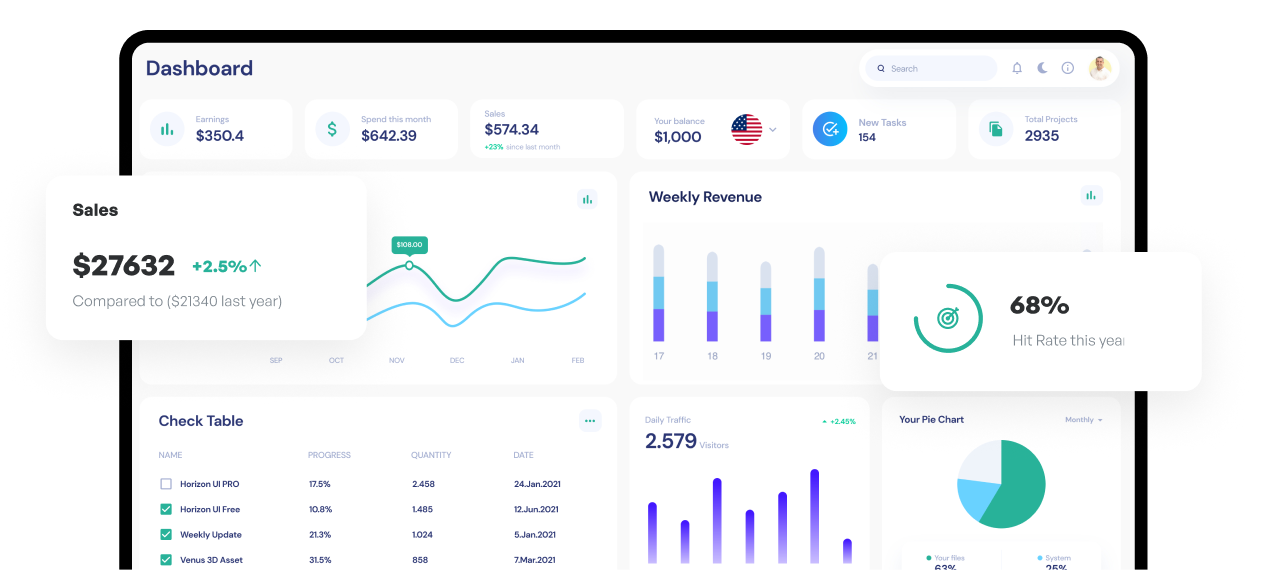 Dashboard
Search
Earnings
$350.4
Spend this month
$642.39
Sales
$574.34
+23% since last month
Your balance
$1,000
New Tasks
154
Total Projects
2935
Sales
$27632 +2.5%↑
Compared to ($21340 last year)
$108.00
SEP OCT NOV DEC JAN FEB
Weekly Revenue
17 18 19 20 21
68%
Hit Rate this year
Check Table
NAME PROGRESS QUANTITY DATE
Horizon UI PRO 17.5% 2.458 24.Jan.2021
Horizon UI Free 10.8% 1.485 12.Jun.2021
Weekly Update 21.3% 1.024 5.Jan.2021
Venus 3D Asset 31.5% 858 7.Mar.2021
Daily Traffic
+2.45%
2.579 Visitors
Your Pie Chart
Monthly
Your files
63%
System
25%